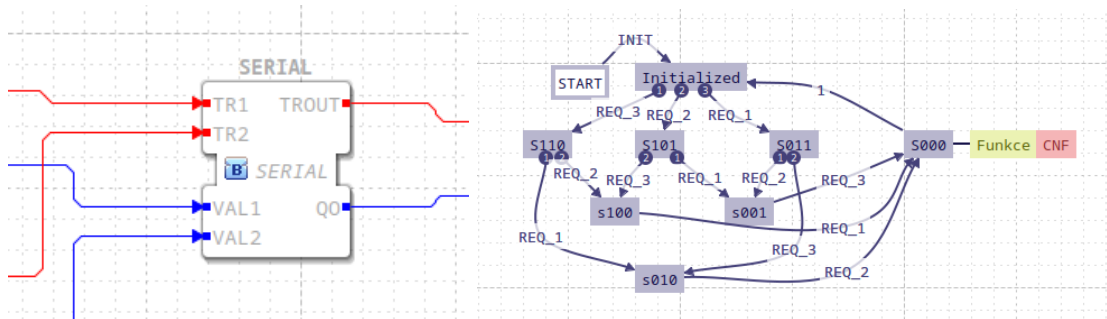 SERIAL
TR1 TROUT
TR2
B SERIAL
VAL1 QO
VAL2
INIT
START
Initialized
1 2 3
REQ_3 REQ_2 REQ_1
1
S110 S101 S011 S000 Funkce CNF
1 2 2 1 1 2
REQ_2 REQ_3 REQ_1 REQ_2 REQ_3
s100 s001
REQ_1
REQ_1 REQ_3
REQ_2
s010